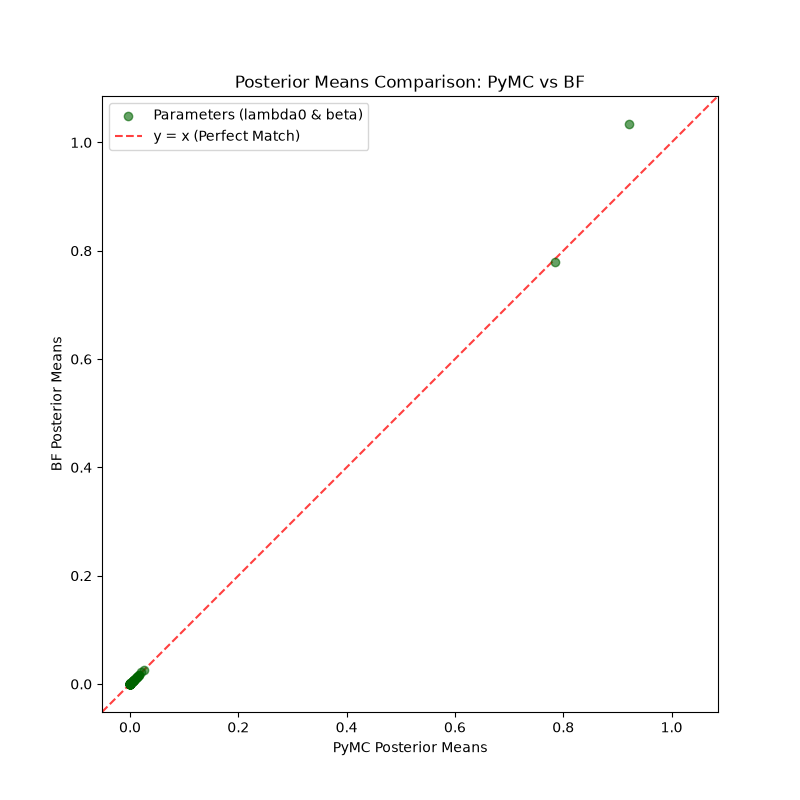 Posterior Means Comparison: PyMC vs BF
Parameters (lambda0 & beta)
y = x (Perfect Match)
1.0
0.8
0.6
0.4
0.2
0.0
BF Posterior Means
0.0 0.2 0.4 0.6 0.8 1.0
PyMC Posterior Means